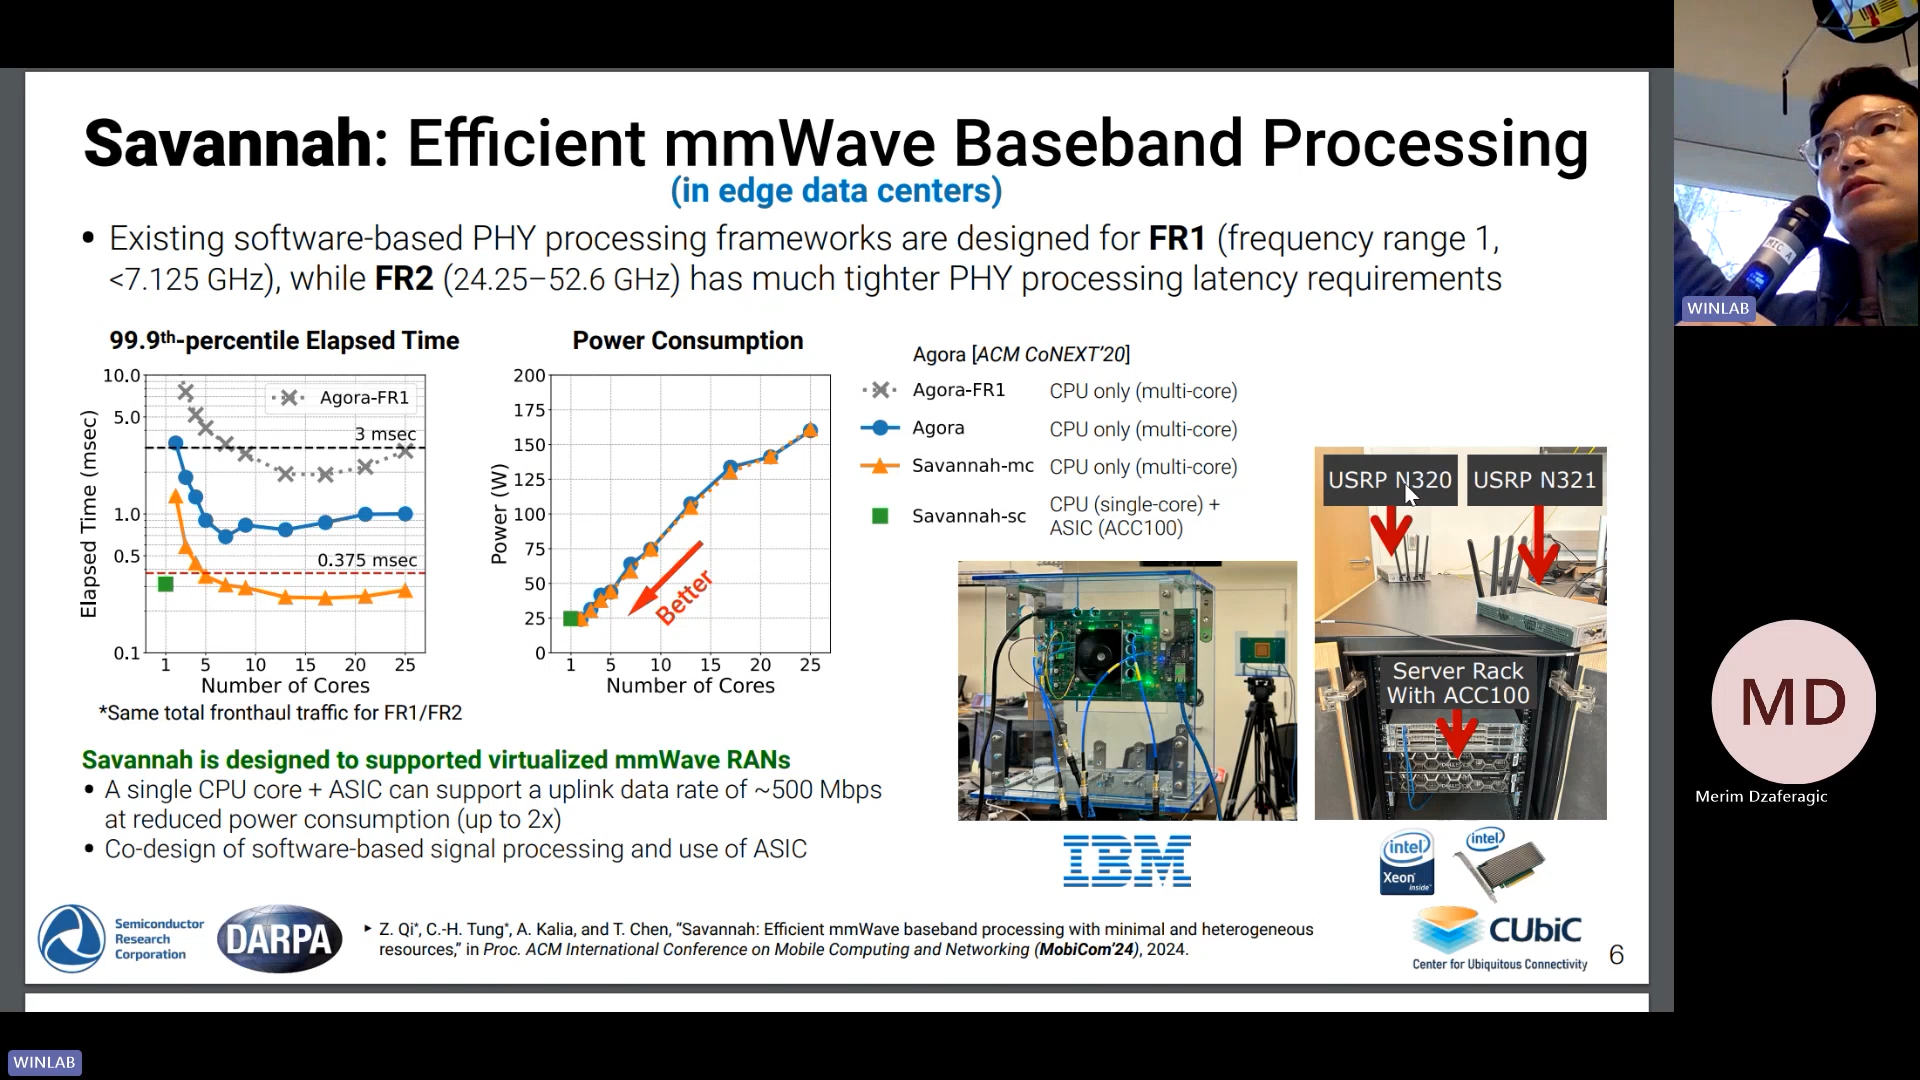 Savannah: Efficient mmWave Baseband Processing
(in edge data centers)
• Existing software-based PHY processing frameworks are designed for FR1 (frequency range 1,
<7.125 GHz), while FR2 (24.25–52.6 GHz) has much tighter PHY processing latency requirements
99.9th-percentile Elapsed Time
10.0
5.0
1.0
0.5
0.1
Elapsed Time (msec)
Agora-FR1
3 msec
0.375 msec
1 5 10 15 20 25
Number of Cores
*Same total fronthaul traffic for FR1/FR2
Power Consumption
200
175
150
125
100
75
50
25
0
Power (W)
Better
1 5 10 15 20 25
Number of Cores
Agora [ACM CoNEXT'20]
Agora-FR1 CPU only (multi-core)
Agora CPU only (multi-core)
Savannah-mc CPU only (multi-core)
Savannah-sc CPU (single-core) +
ASIC (ACC100)
USRP N320
USRP N321
Server Rack
With ACC100
Savannah is designed to supported virtualized mmWave RANs
• A single CPU core + ASIC can support a uplink data rate of ~500 Mbps
at reduced power consumption (up to 2x)
• Co-design of software-based signal processing and use of ASIC
IBM
intel
Xeon
inside
intel
Semiconductor
Research
Corporation
DARPA
‣ Z. Qi*, C.-H. Tung*, A. Kalia, and T. Chen, “Savannah: Efficient mmWave baseband processing with minimal and heterogeneous
resources,” in Proc. ACM International Conference on Mobile Computing and Networking (MobiCom'24), 2024.
CUbiC
Center for Ubiquitous Connectivity
6
WINLAB
MIC A
MD
Merim Dzaferagic
WINLAB